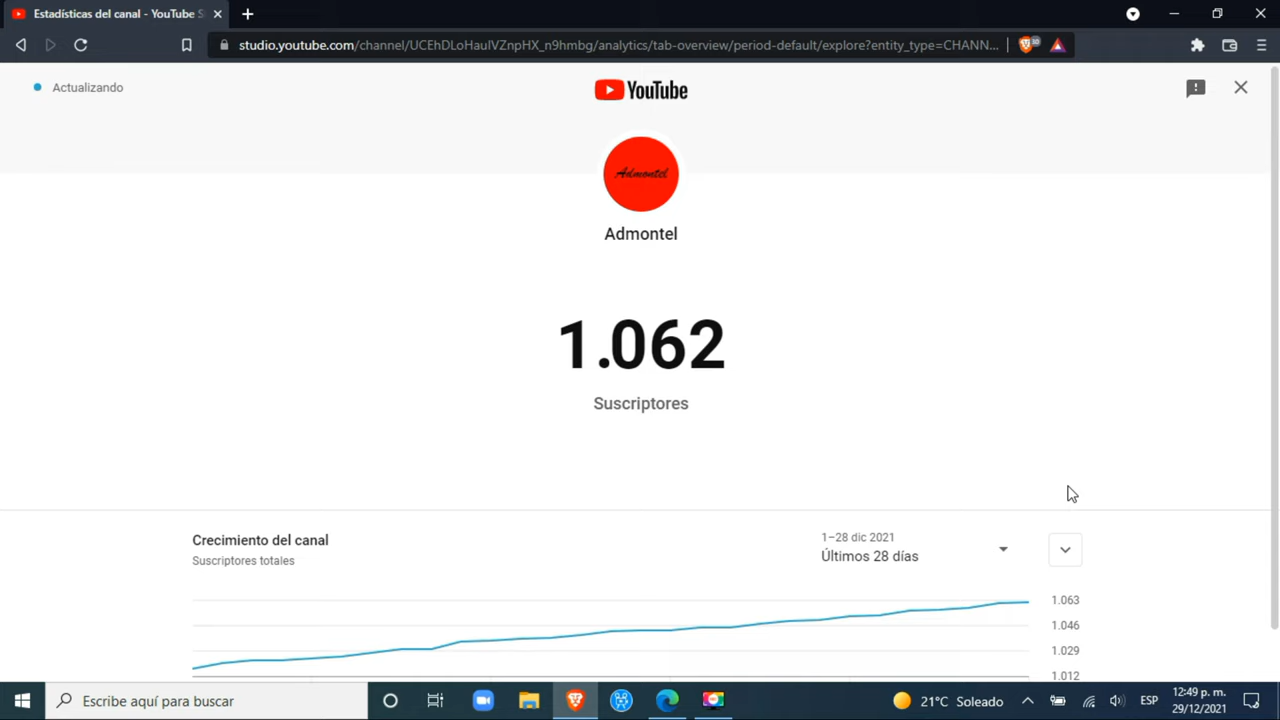 Estadísticas del canal - YouTube S
studio.youtube.com/channel/UCEhDLoHauIVZnpHX_n9hmbg/analytics/tab-overview/period-default/explore?entity_type=CHANN...
Actualizando
YouTube
Admontel
Admontel
1.062
Suscriptores
Crecimiento del canal
Suscriptores totales
1–28 dic 2021
Últimos 28 días
1.063
1.046
1.029
1.012
Escribe aquí para buscar
21°C Soleado
ESP
12:49 p. m.
29/12/2021